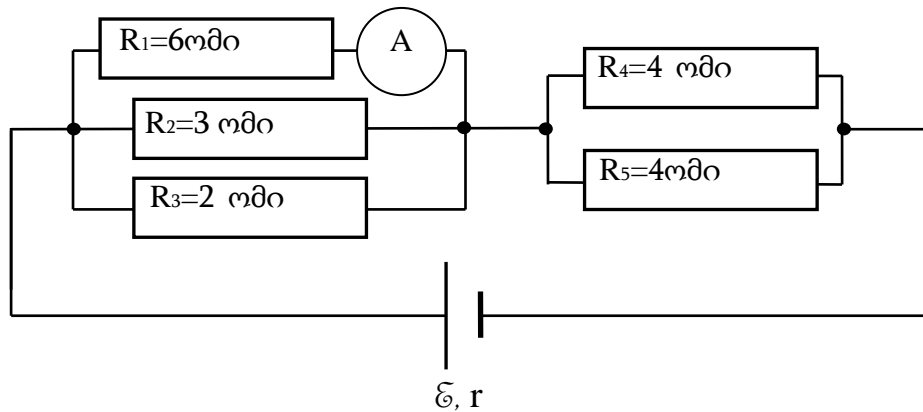 R₁=6ომი
A
R₂=3 ომი
R₃=2 ომი
R₄=4 ომი
R₅=4ომი
ℰ, r